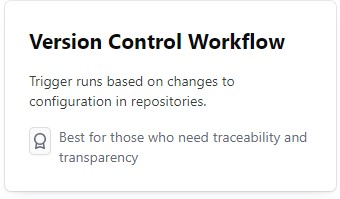 Version Control Workflow
Trigger runs based on changes to
configuration in repositories.
Best for those who need traceability and
transparency